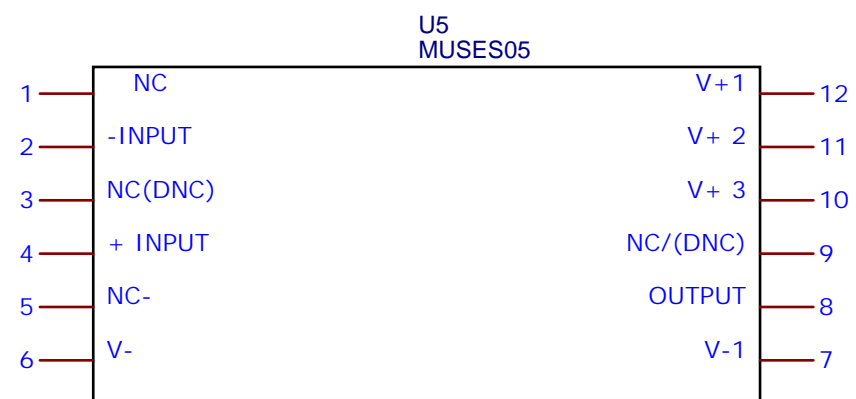 U5
MUSES05
1 NC V+1 12
2 -INPUT V+ 2 11
3 NC(DNC) V+ 3 10
4 + INPUT NC/(DNC) 9
5 NC- OUTPUT 8
6 V- V-1 7